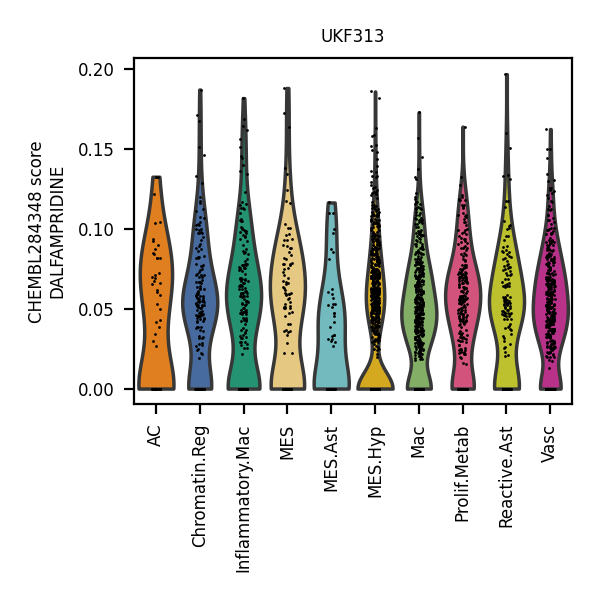 UKF313
CHEMBL284348 score
DALFAMPRIDINE
0.20
0.15
0.10
0.05
0.00
AC
Chromatin.Reg
Inflammatory.Mac
MES
MES.Ast
MES.Hyp
Mac
Prolif.Metab
Reactive.Ast
Vasc